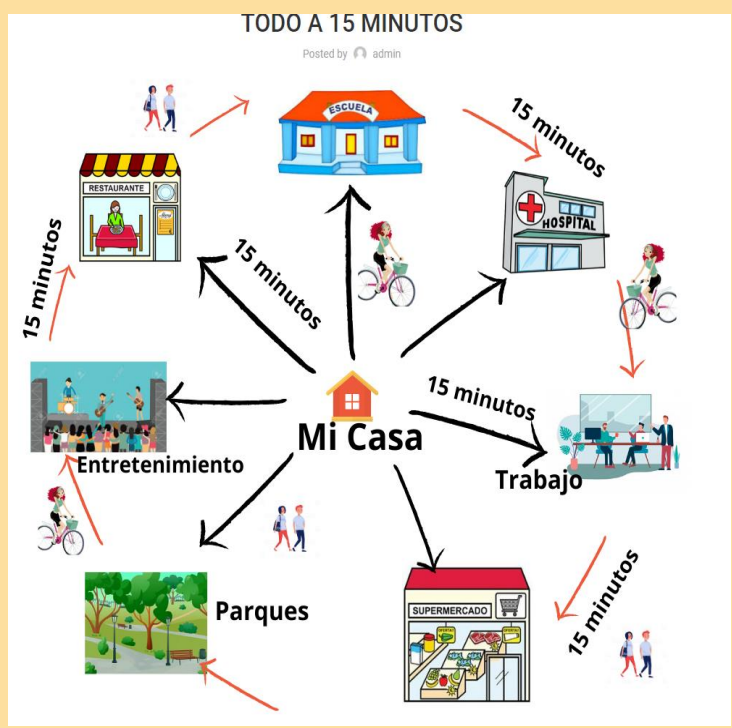 TODO A 15 MINUTOS
Posted by admin
ESCUELA
15 minutos
RESTAURANTE
Menú
HOSPITAL
15 minutos
15 minutos
15 minutos
Mi Casa
Entretenimiento
Trabajo
Parques
SUPERMERCADO
15 minutos